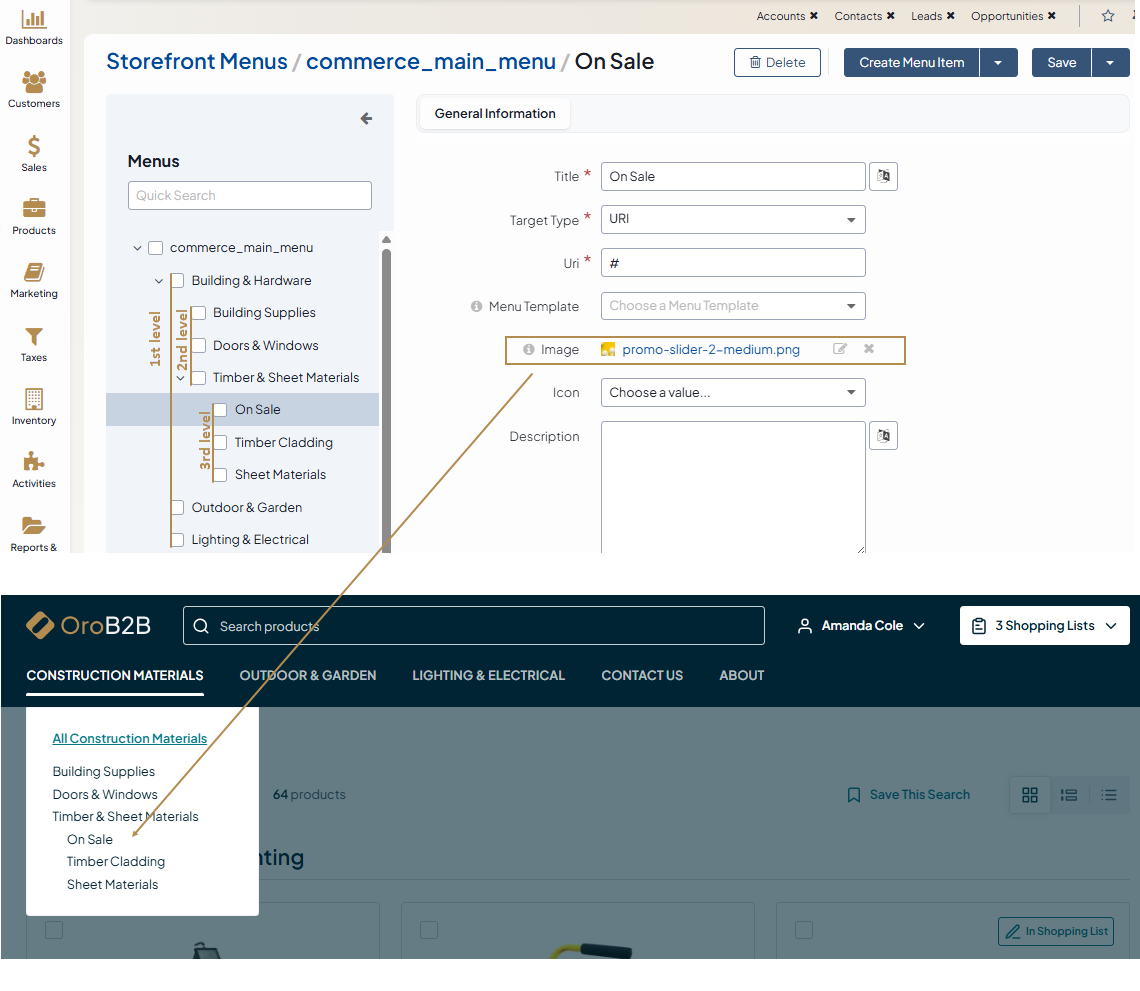 Accounts ✖ Contacts ✖ Leads ✖ Opportunities ✖
Dashboards
Customers
Sales
Products
Marketing
Taxes
Inventory
Activities
Reports &
Storefront Menus / commerce_main_menu / On Sale
Delete
Create Menu Item
Save
Menus
Quick Search
commerce_main_menu
Building & Hardware
Building Supplies
Doors & Windows
Timber & Sheet Materials
On Sale
Timber Cladding
Sheet Materials
Outdoor & Garden
Lighting & Electrical
1st level
2nd level
3rd level
General Information
Title * On Sale
Target Type * URI
Uri * #
Menu Template Choose a Menu Template
Image promo-slider-2-medium.png
Icon Choose a value...
Description
OroB2B
Search products
Amanda Cole
3 Shopping Lists
CONSTRUCTION MATERIALS OUTDOOR & GARDEN LIGHTING & ELECTRICAL CONTACT US ABOUT
All Construction Materials
Building Supplies
Doors & Windows
Timber & Sheet Materials
On Sale
Timber Cladding
Sheet Materials
64 products
Save This Search
nting
In Shopping List